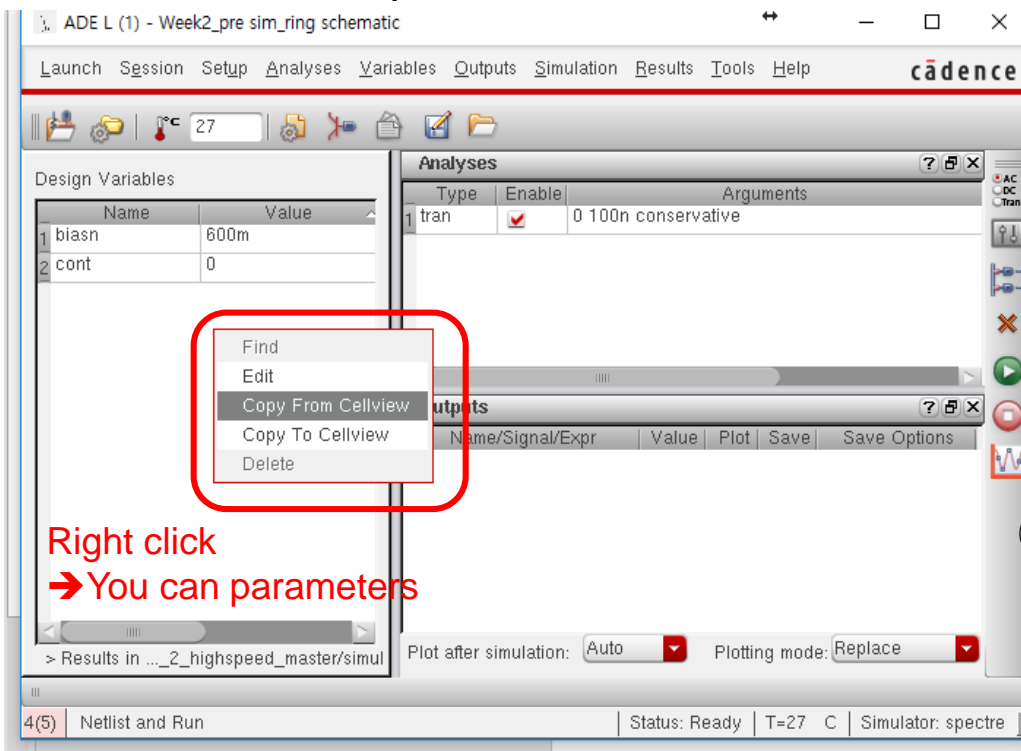 ADE L (1) - Week2_pre sim_ring schematic
Launch Session Setup Analyses Variables Outputs Simulation Results Tools Help cādence
°C 27
Design Variables
Name Value
1 biasn 600m
2 cont 0
Analyses
Type Enable Arguments
1 tran 0 100n conservative
AC
DC
Tran
Find
Edit
Copy From Cellview
Copy To Cellview
Delete
utputs
Name/Signal/Expr Value Plot Save Save Options
Right click
➔You can parameters
> Results in ..._2_highspeed_master/simul
Plot after simulation: Auto Plotting mode: Replace
4(5) Netlist and Run Status: Ready T=27 C Simulator: spectre